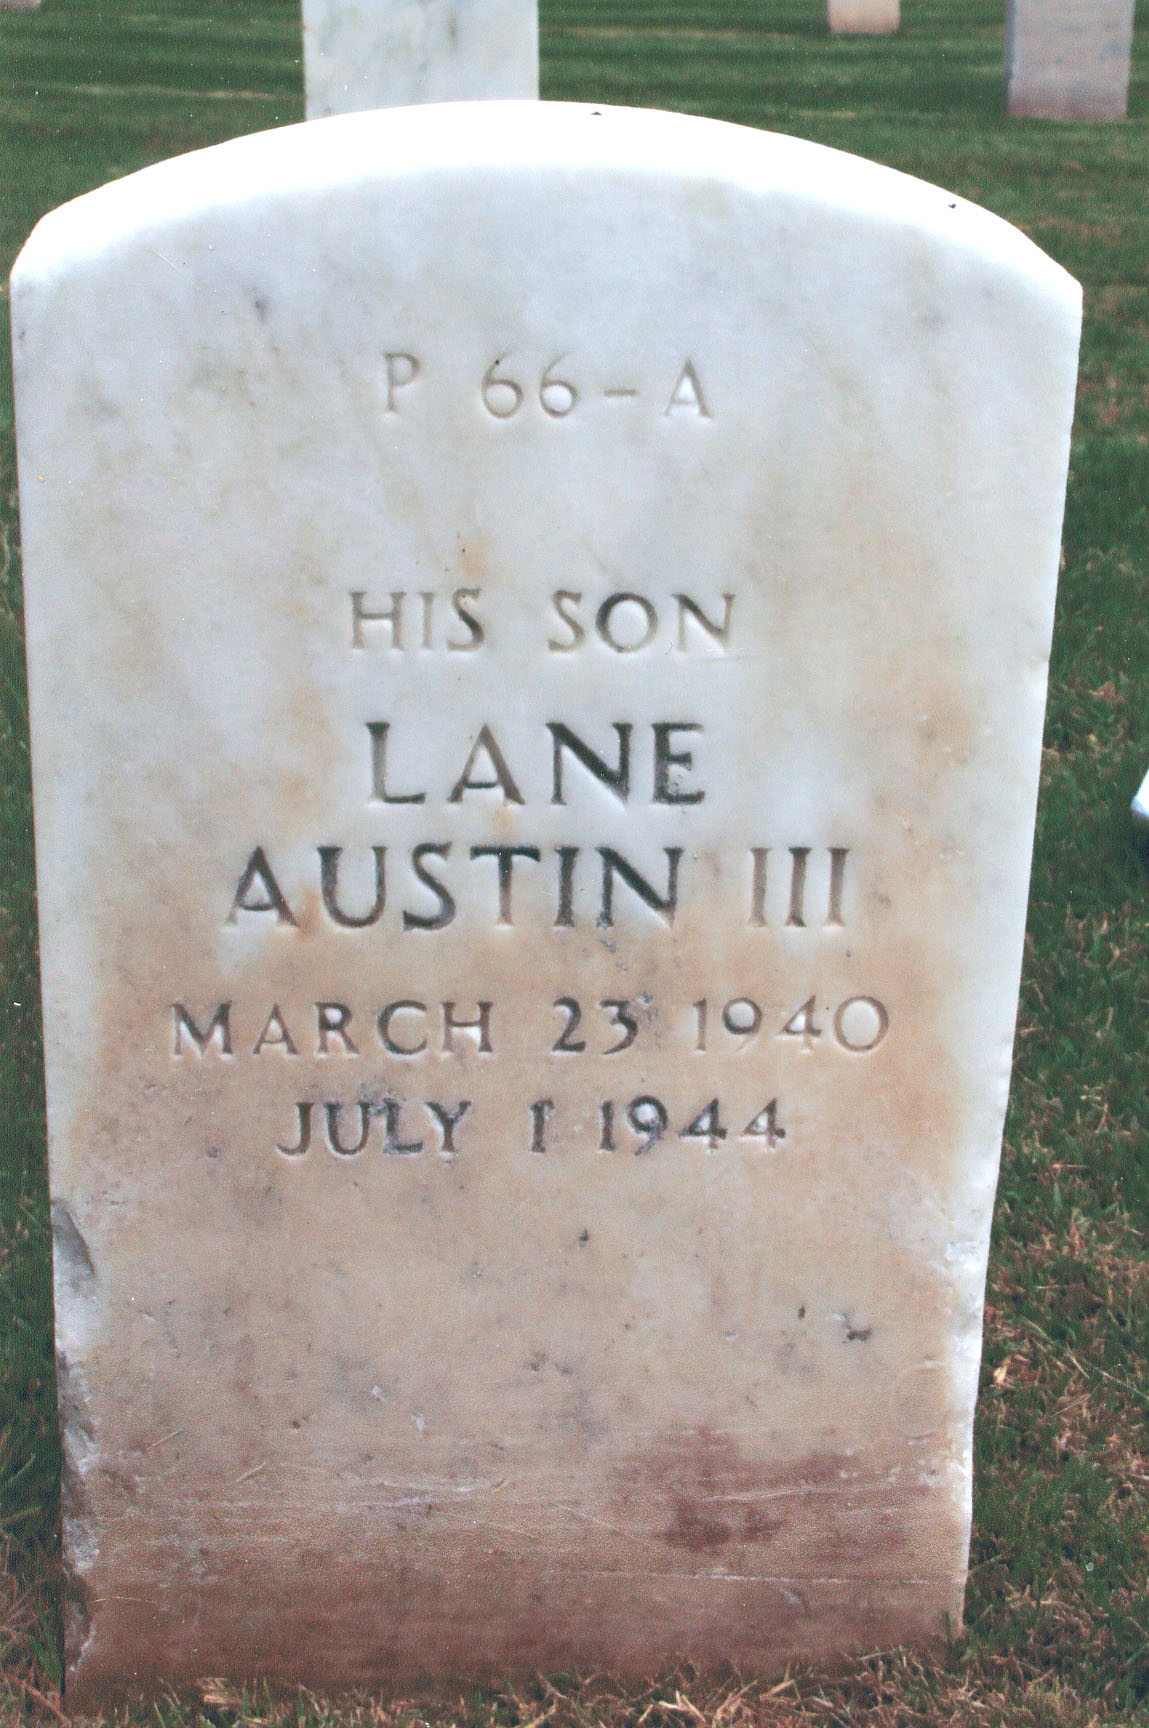 P 66-A
HIS SON
LANE
AUSTIN III
MARCH 23 1940
JULY 1 1944